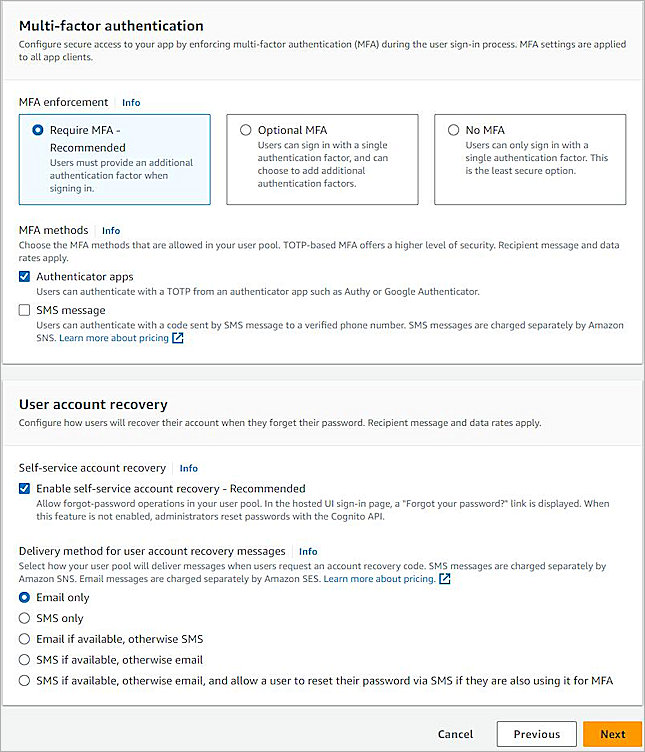 Multi-factor authentication
Configure secure access to your app by enforcing multi-factor authentication (MFA) during the user sign-in process. MFA settings are applied
to all app clients.
MFA enforcement Info
Require MFA -
Recommended
Users must provide an additional
authentication factor when
signing in.
Optional MFA
Users can sign in with a single
authentication factor, and can
choose to add additional
authentication factors.
No MFA
Users can only sign in with a
single authentication factor. This
is the least secure option.
MFA methods Info
Choose the MFA methods that are allowed in your user pool. TOTP-based MFA offers a higher level of security. Recipient message and data
rates apply.
Authenticator apps
Users can authenticate with a TOTP from an authenticator app such as Authy or Google Authenticator.
SMS message
Users can authenticate with a code sent by SMS message to a verified phone number. SMS messages are charged separately by Amazon
SNS. Learn more about pricing
User account recovery
Configure how users will recover their account when they forget their password. Recipient message and data rates apply.
Self-service account recovery Info
Enable self-service account recovery - Recommended
Allow forgot-password operations in your user pool. In the hosted UI sign-in page, a "Forgot your password?" link is displayed. When
this feature is not enabled, administrators reset passwords with the Cognito API.
Delivery method for user account recovery messages Info
Select how your user pool will deliver messages when users request an account recovery code. SMS messages are charged separately by
Amazon SNS. Email messages are charged separately by Amazon SES. Learn more about pricing.
Email only
SMS only
Email if available, otherwise SMS
SMS if available, otherwise email
SMS if available, otherwise email, and allow a user to reset their password via SMS if they are also using it for MFA
Cancel Previous Next